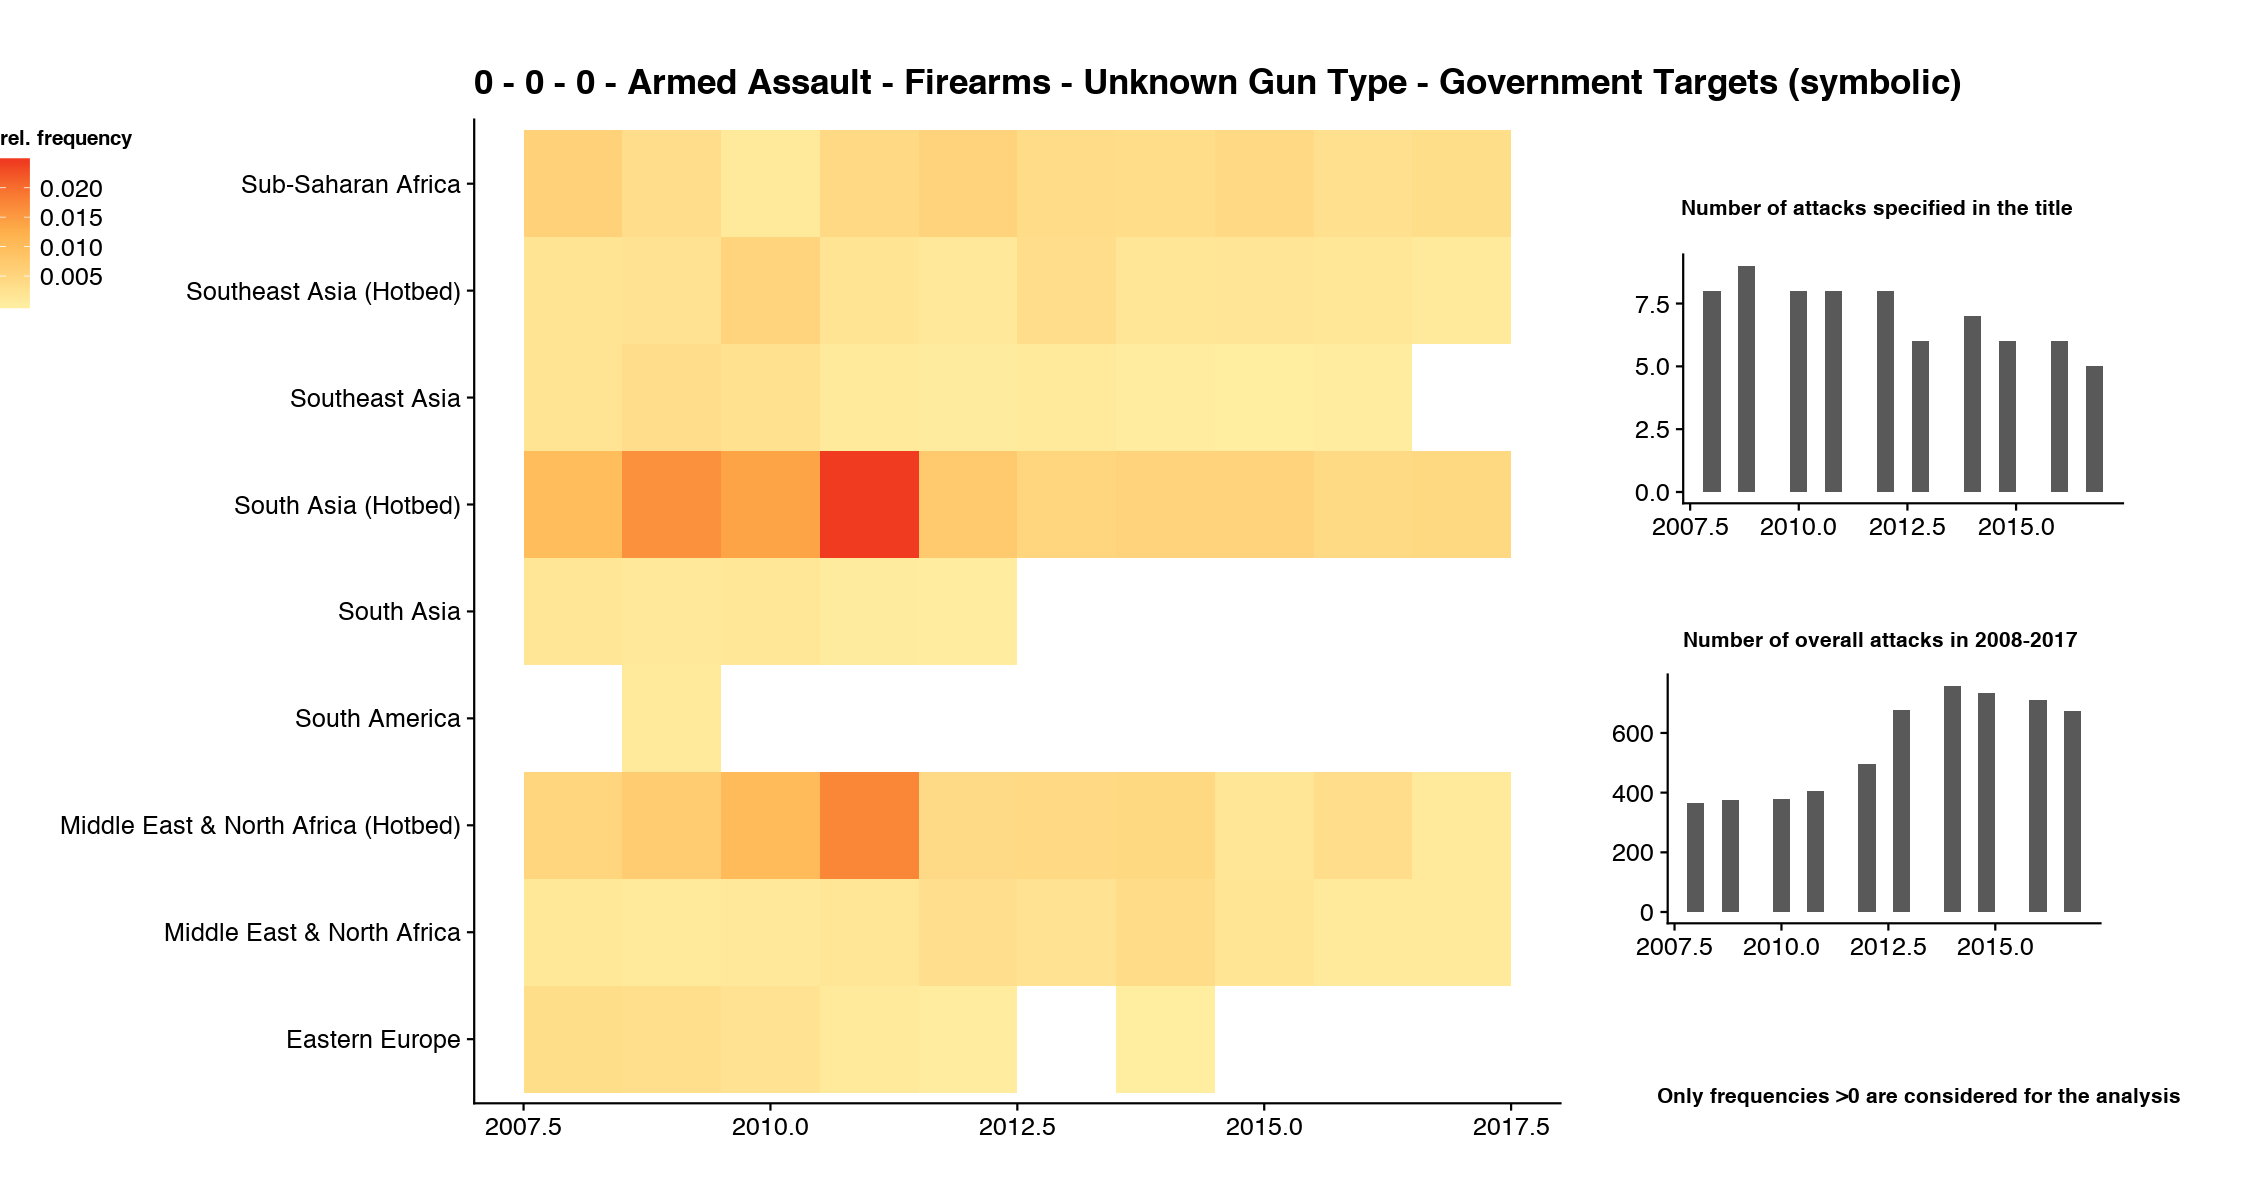 0 - 0 - 0 - Armed Assault - Firearms - Unknown Gun Type - Government Targets (symbolic)
rel. frequency
0.020
0.015
0.010
0.005
Sub-Saharan Africa
Southeast Asia (Hotbed)
Southeast Asia
South Asia (Hotbed)
South Asia
South America
Middle East & North Africa (Hotbed)
Middle East & North Africa
Eastern Europe
2007.5 2010.0 2012.5 2015.0 2017.5
Number of attacks specified in the title
7.5
5.0
2.5
0.0
2007.5 2010.0 2012.5 2015.0
Number of overall attacks in 2008-2017
600
400
200
0
2007.5 2010.0 2012.5 2015.0
Only frequencies >0 are considered for the analysis